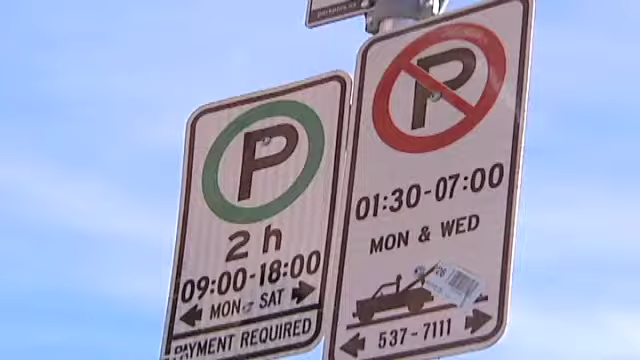 P
2 h
09:00-18:00
MON - SAT
PAYMENT REQUIRED
P
01:30-07:00
MON & WED
537-7111